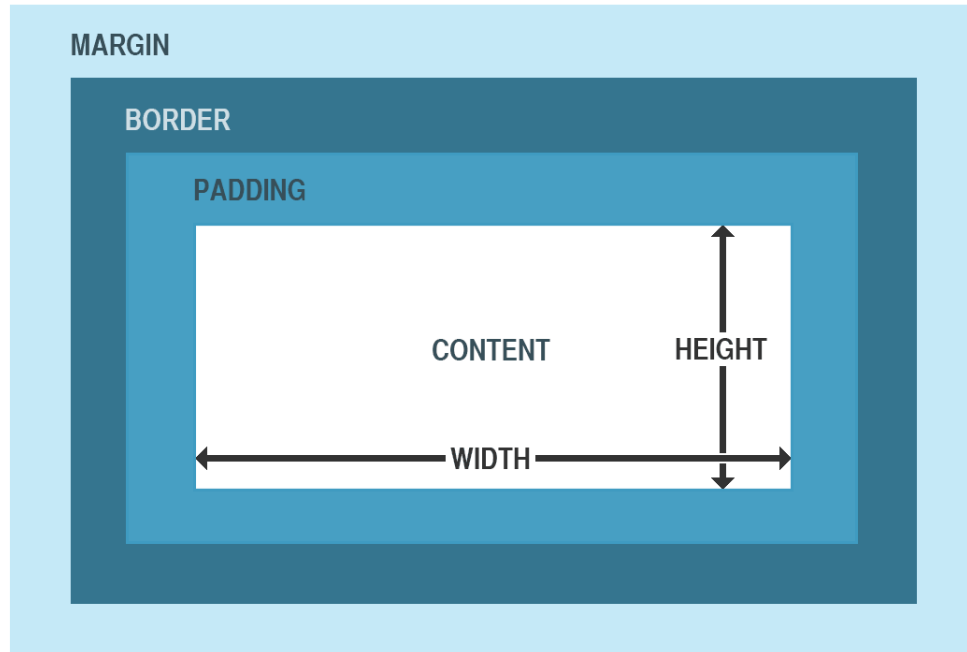 MARGIN
BORDER
PADDING
CONTENT
HEIGHT
WIDTH